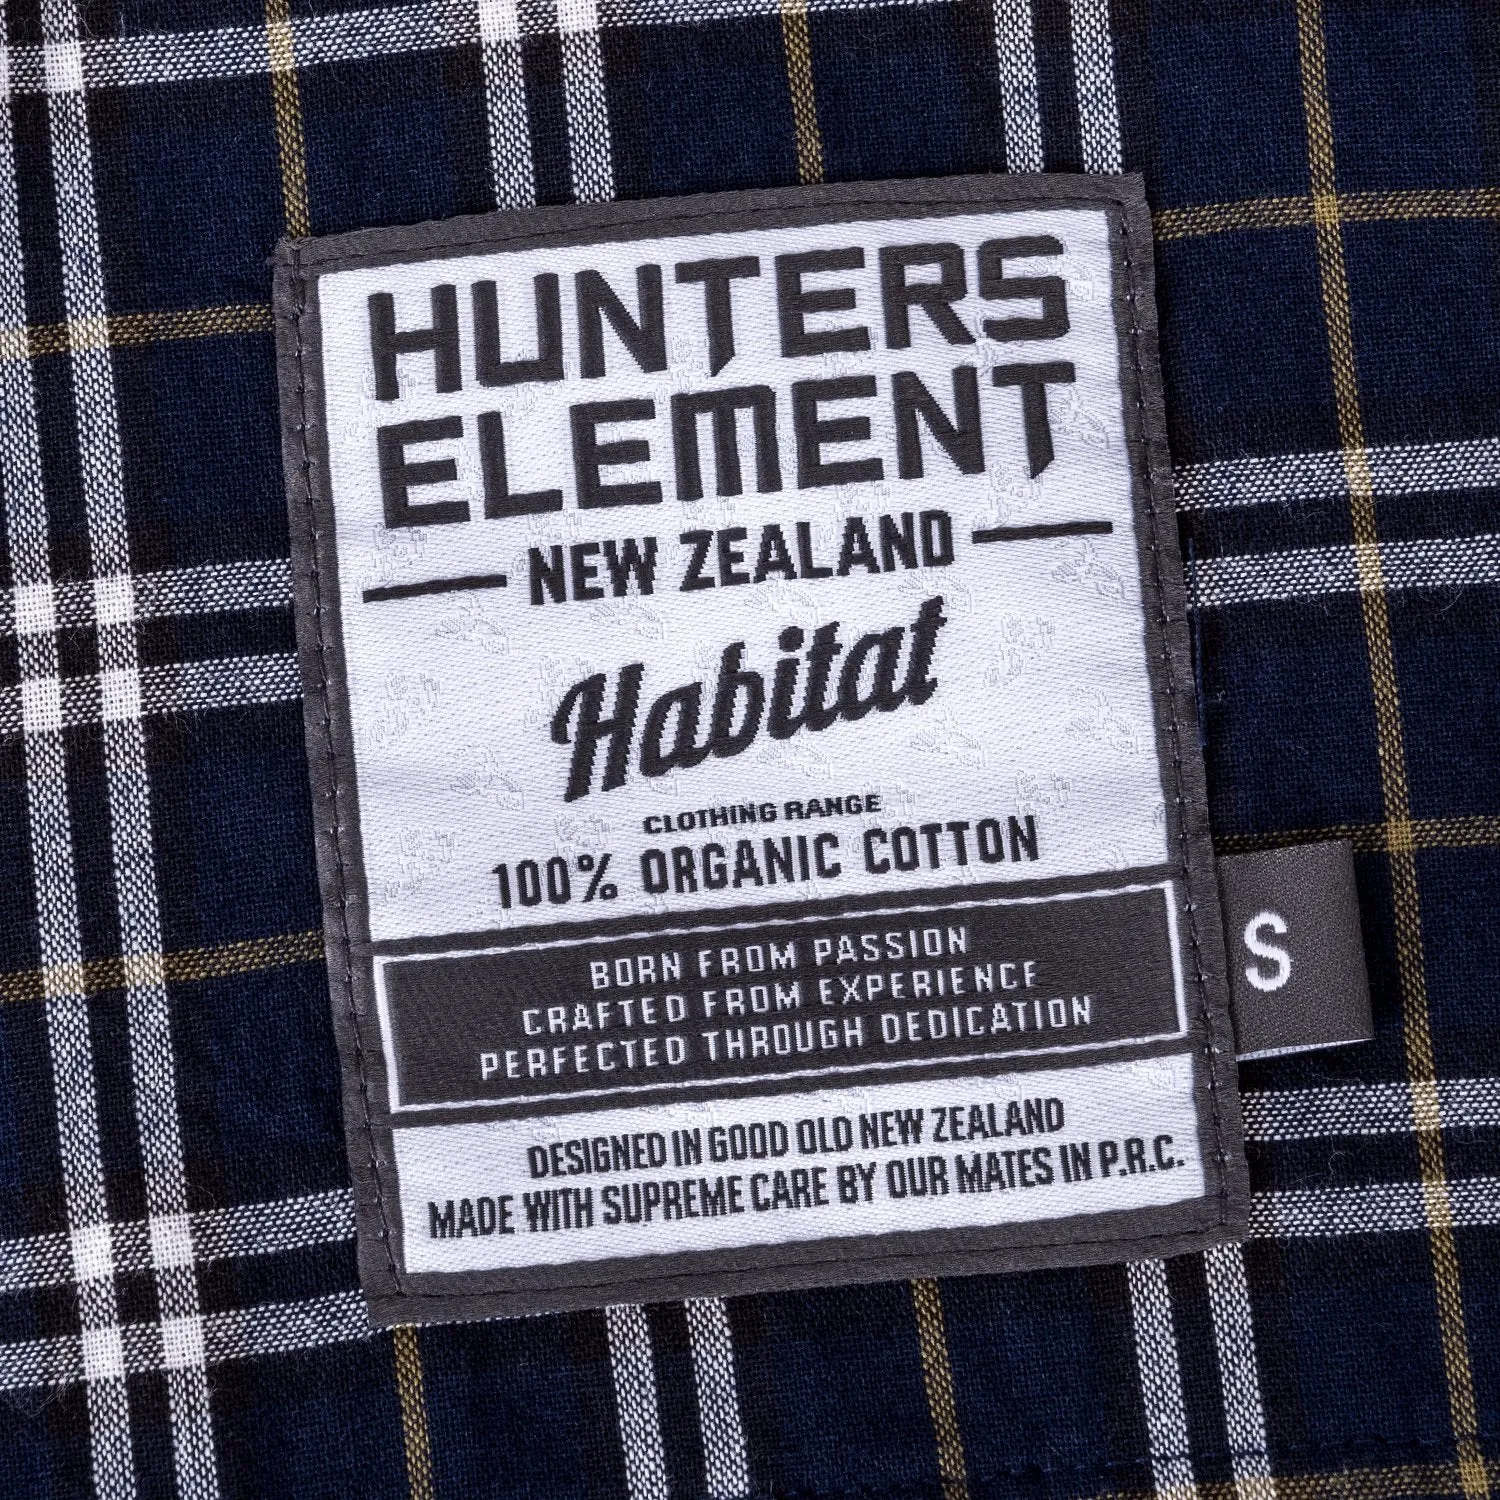 HUNTERS
ELEMENT
NEW ZEALAND
Habitat
CLOTHING RANGE
100% ORGANIC COTTON
BORN FROM PASSION
CRAFTED FROM EXPERIENCE
PERFECTED THROUGH DEDICATION
S
DESIGNED IN GOOD OLD NEW ZEALAND
MADE WITH SUPREME CARE BY OUR MATES IN P.R.C.